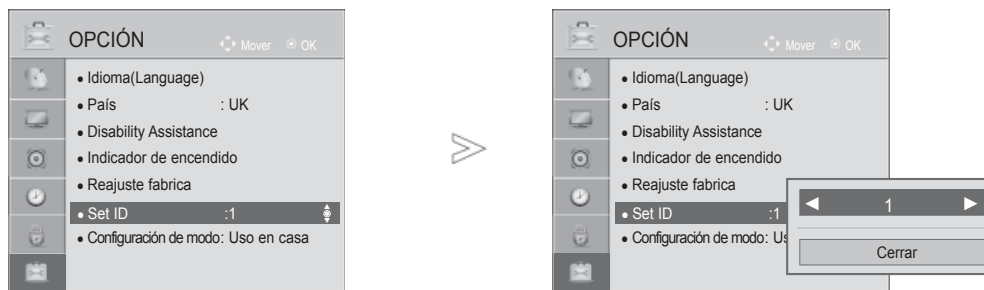 OPCIÓN
Mover OK
• Idioma(Language)
• País : UK
• Disability Assistance
• Indicador de encendido
• Reajuste fabrica
• Set ID :1
• Configuración de modo: Uso en casa
OPCIÓN
Mover OK
• Idioma(Language)
• País : UK
• Disability Assistance
• Indicador de encendido
• Reajuste fabrica
• Set ID :1
• Configuración de modo: Us
◄ 1 ►
Cerrar